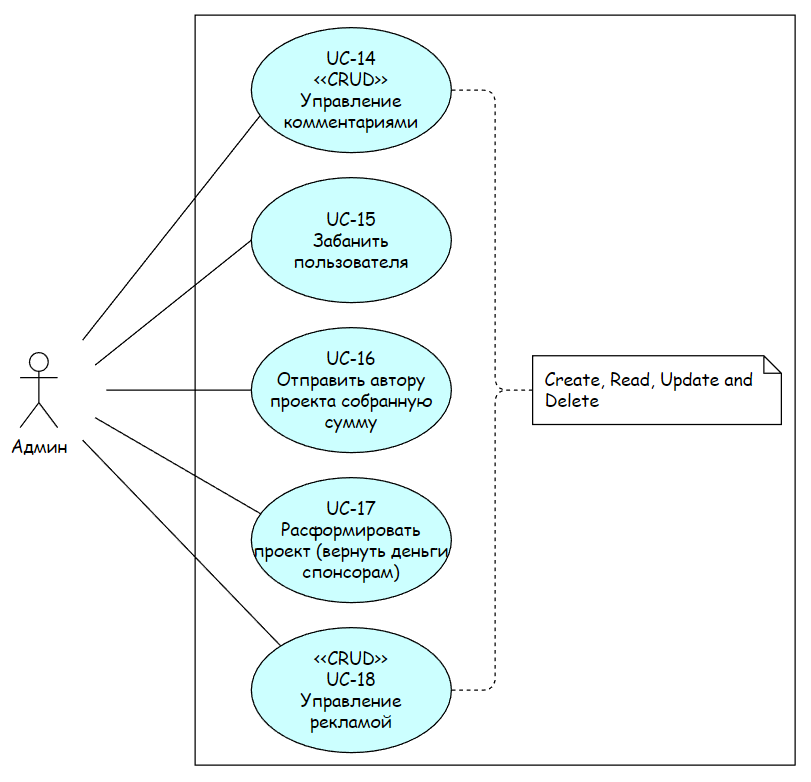 UC-14
<<CRUD>>
Управление
комментариями
UC-15
Забанить
пользователя
UC-16
Отправить автору
проекта собранную
сумму
Create, Read, Update and
Delete
Админ
UC-17
Расформировать
проект (вернуть деньги
спонсорам)
<<CRUD>>
UC-18
Управление
рекламой